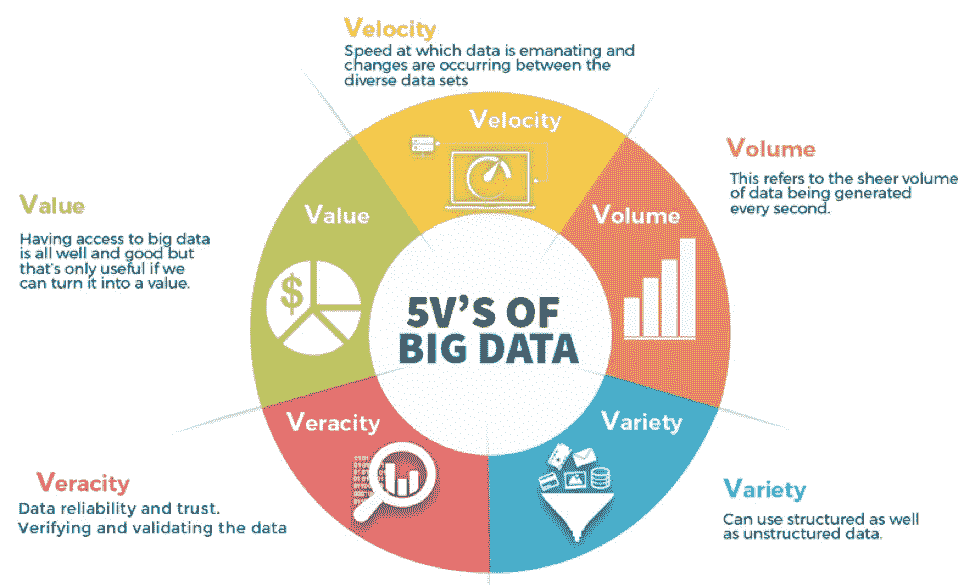 Velocity
Speed at which data is emanating and
changes are occurring between the
diverse data sets
Velocity
Volume
This refers to the sheer volume
of data being generated
every second.
Value
Having access to big data
is all well and good but
that's only useful if we
can turn it into a value.
Value
Volume
$
5V'S OF
BIG DATA
Veracity
Variety
Veracity
Data reliability and trust.
Verifying and validating the data
Variety
Can use structured as well
as unstructured data.